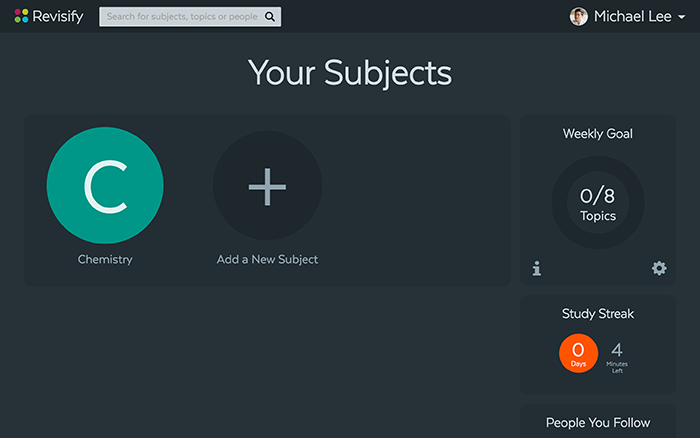 Revisify
Search for subjects, topics or people
Michael Lee
Your Subjects
C
Chemistry
+
Add a New Subject
Weekly Goal
0/8
Topics
i
Study Streak
0
Days
4
Minutes
Left
People You Follow